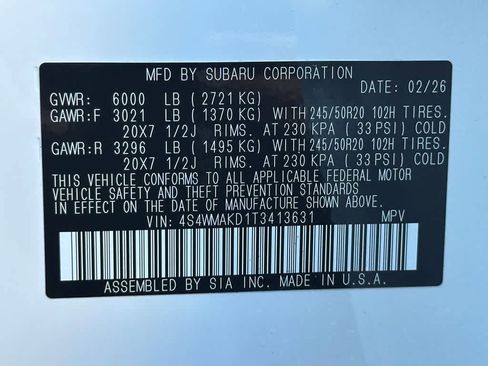 MFD BY SUBARU CORPORATION
DATE: 02/26
GVWR: 6000 LB (2721 KG)
GAWR:F 3021 LB (1370 KG) WITH 245/50R20 102H TIRES.
20X7 1/2J RIMS. AT 230 KPA (33 PSI) COLD
GAWR:R 3296 LB (1495 KG) WITH 245/50R20 102H TIRES.
20X7 1/2J RIMS. AT 230 KPA (33 PSI) COLD
THIS VEHICLE CONFORMS TO ALL APPLICABLE FEDERAL MOTOR
VEHICLE SAFETY AND THEFT PREVENTION STANDARDS
IN EFFECT ON THE DATE OF MANUFACTURE SHOWN ABOVE.
VIN: 4S4WMAKD1T3413631 MPV
ASSEMBLED BY SIA INC. MADE IN U.S.A.